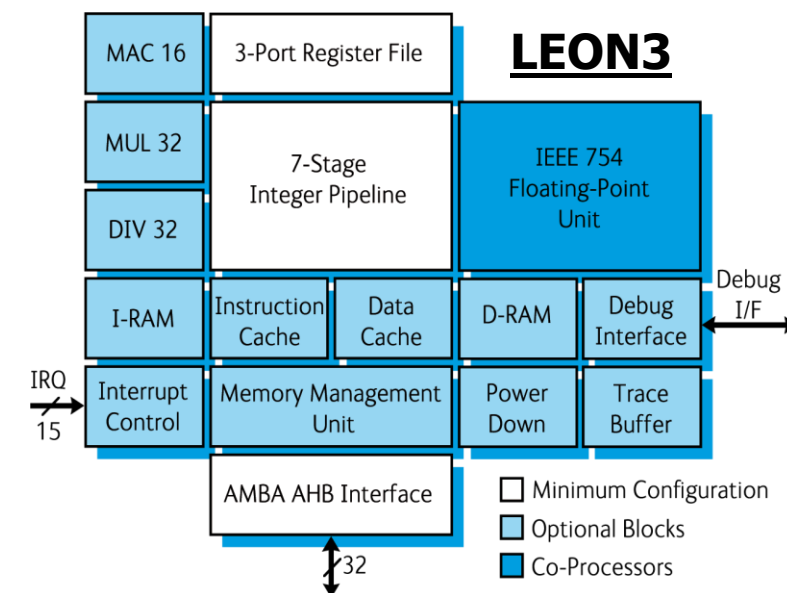 MAC 16
3-Port Register File
LEON3
MUL 32
7-Stage
Integer Pipeline
IEEE 754
Floating-Point
Unit
DIV 32
I-RAM
Instruction
Cache
Data
Cache
D-RAM
Debug
Interface
Debug
I/F
IRQ
15
Interrupt
Control
Memory Management
Unit
Power
Down
Trace
Buffer
AMBA AHB Interface
32
Minimum Configuration
Optional Blocks
Co-Processors